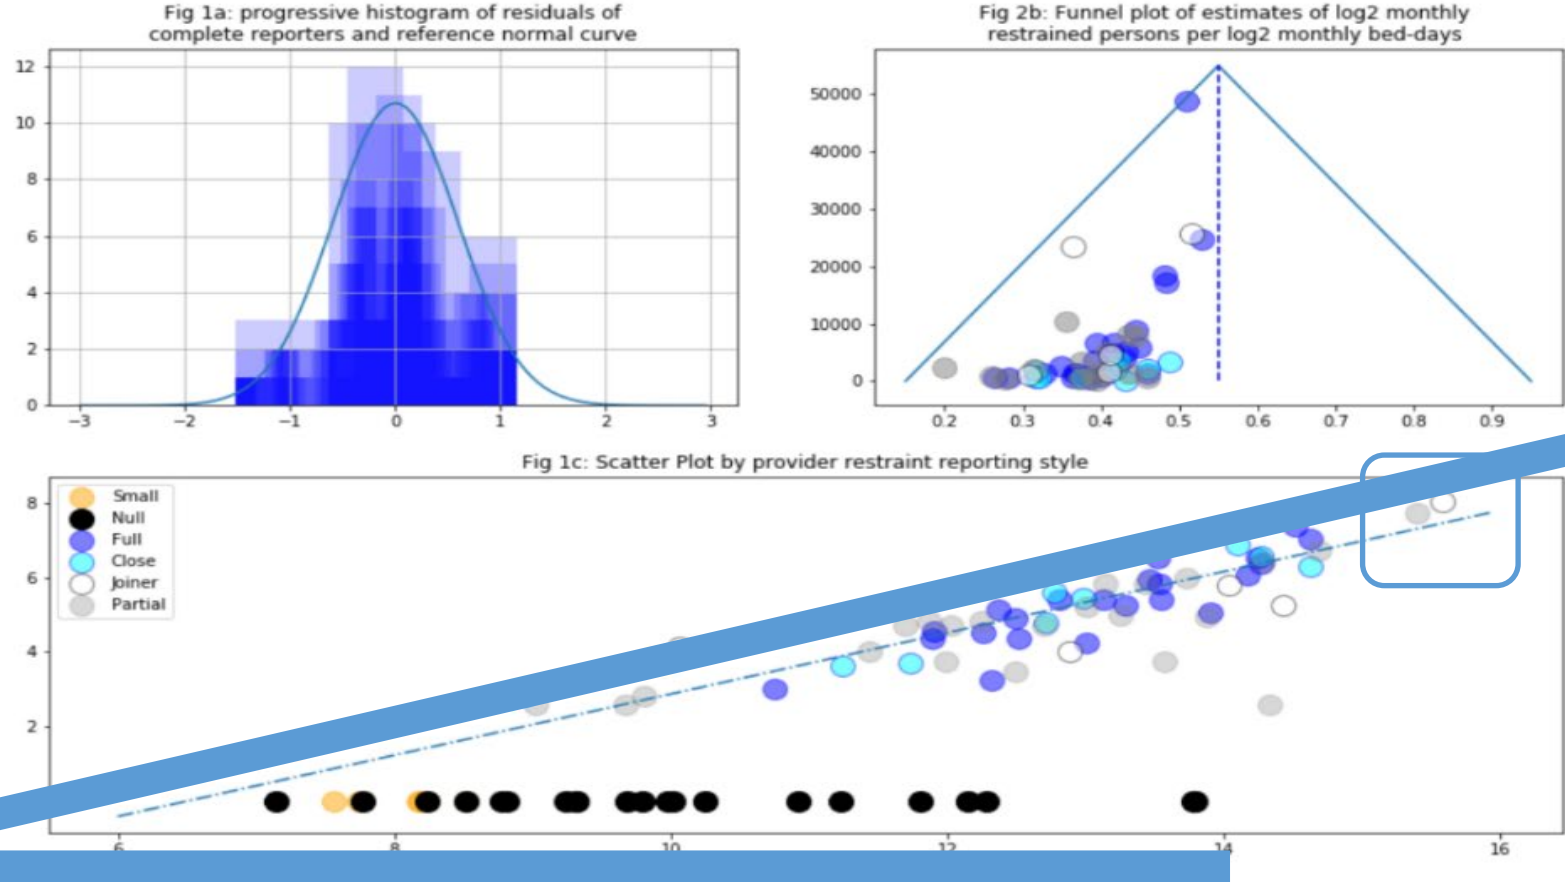 Fig 1a: progressive histogram of residuals of
complete reporters and reference normal curve
12
10
8
6
4
2
0
−3 −2 −1 0 1 2 3
Fig 2b: Funnel plot of estimates of log2 monthly
restrained persons per log2 monthly bed-days
50000
40000
30000
20000
10000
0
0.2 0.3 0.4 0.5 0.6 0.7 0.8 0.9
Fig 1c: Scatter Plot by provider restraint reporting style
8
6
4
2
Small
Null
Full
Close
Joiner
Partial
6 8 10 12 14 16